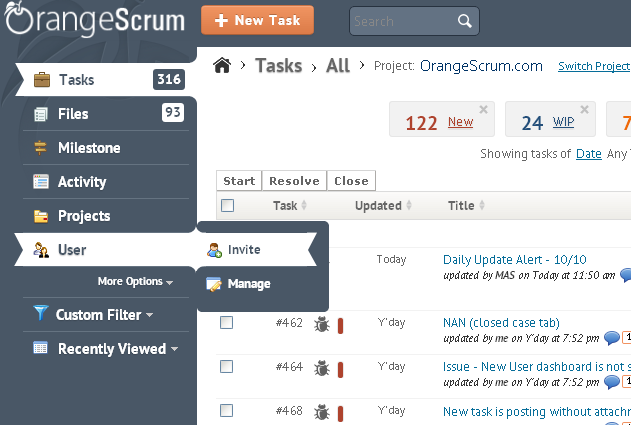 OrangeScrum
+ New Task
Search
Tasks 316
Files 93
Milestone
Activity
Projects
User
Invite
Manage
More Options
Custom Filter
Recently Viewed
> Tasks > All > Project: OrangeScrum.com Switch Project
122 New
24 WIP
7
Showing tasks of Date Any
Start Resolve Close
Task Updated Title
Today Daily Update Alert - 10/10
updated by MAS on Today at 11:50 am
#462 Y'day NAN (closed case tab)
updated by me on Y'day at 7:52 pm 1
#464 Y'day Issue - New User dashboard is not s
updated by me on Y'day at 7:52 pm 1
#468 Y'day New task is posting without attachm